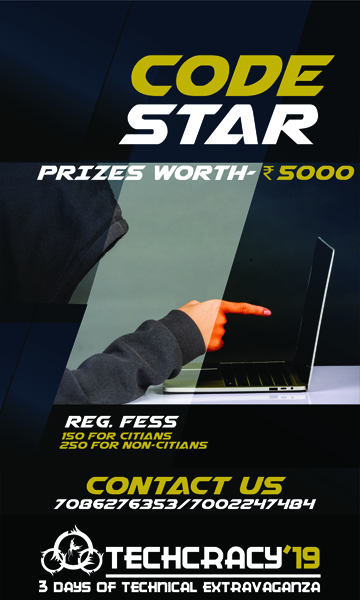 CODE
STAR
PRIZES WORTH- ₹ 5000
REG. FESS
150 FOR CITIANS
250 FOR NON-CITIANS
CONTACT US
7086276353/7002247484
TECHCRACY'19
3 DAYS OF TECHNICAL EXTRAVAGANZA